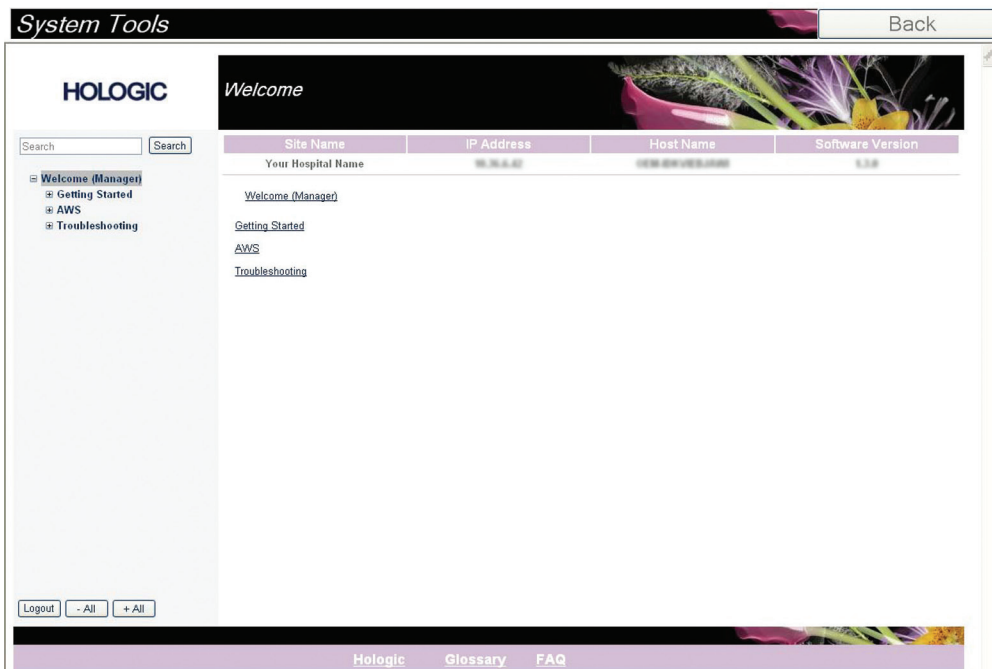 System Tools
Back
HOLOGIC
Welcome
Search
Search
Site Name
IP Address
Host Name
Software Version
Your Hospital Name
Welcome (Manager)
Getting Started
AWS
Troubleshooting
Welcome (Manager)
Getting Started
AWS
Troubleshooting
Logout
- All
+ All
Hologic
Glossary
FAQ